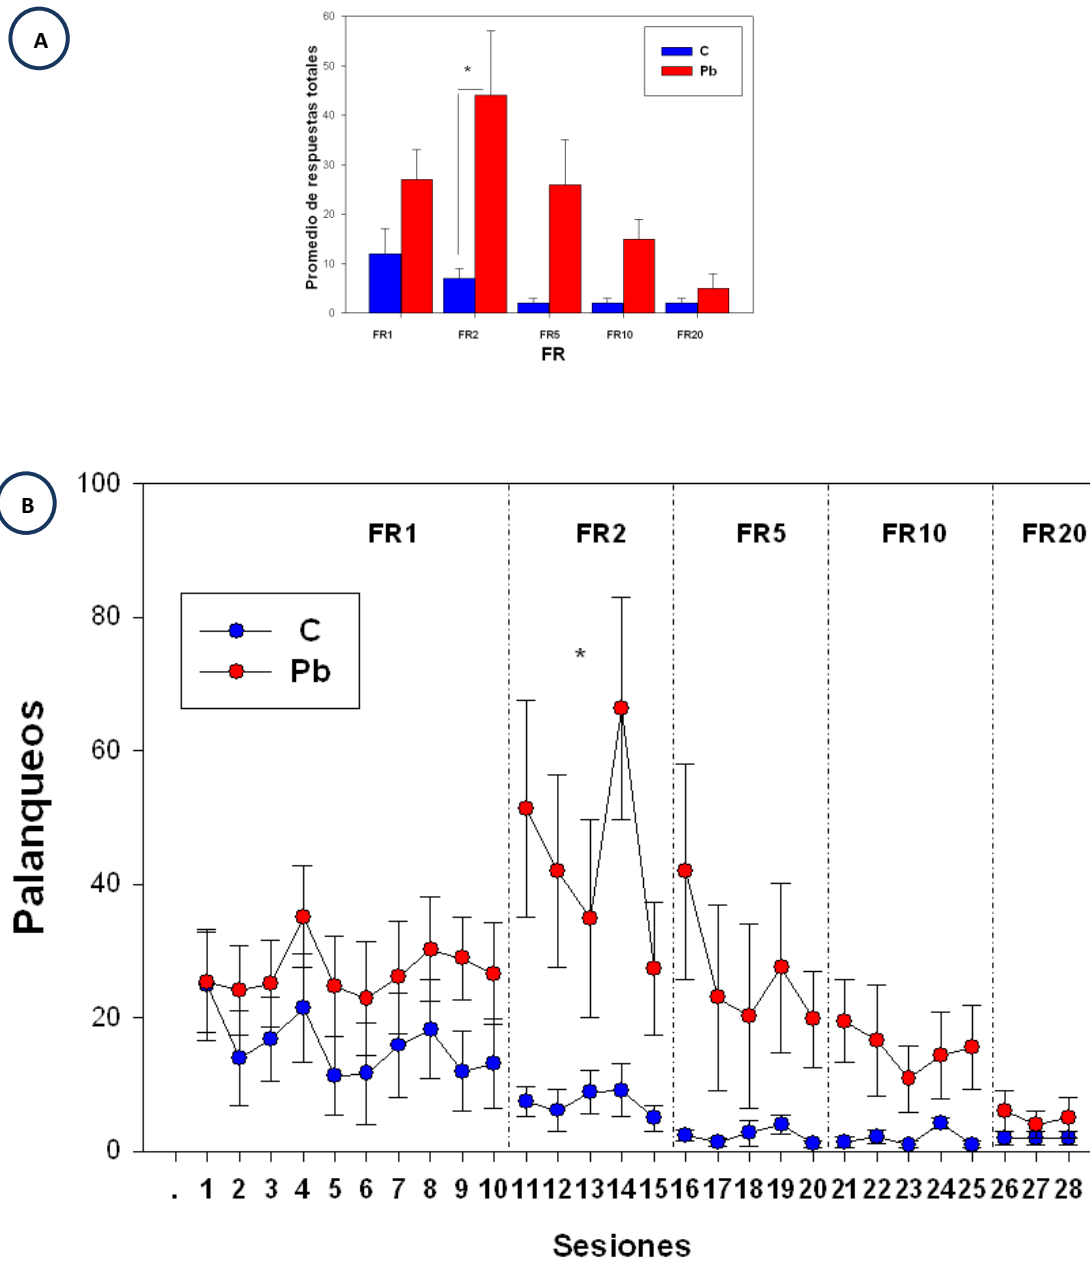 A
60
50
40
30
20
10
0
Promedio de respuestas totales
C
Pb
*
FR1 FR2 FR5 FR10 FR20
FR
B
100
80
60
40
20
0
Palanqueos
FR1 FR2 FR5 FR10 FR20
C
Pb
*
. 1 2 3 4 5 6 7 8 9 10 11 12 13 14 15 16 17 18 19 20 21 22 23 24 25 26 27 28
Sesiones